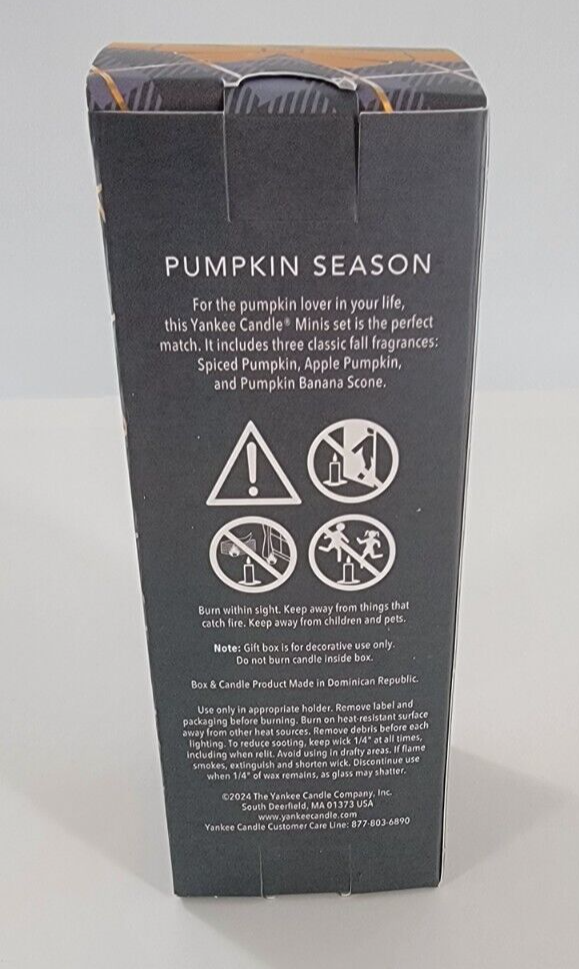 PUMPKIN SEASON
For the pumpkin lover in your life,
this Yankee Candle® Minis set is the perfect
match. It includes three classic fall fragrances:
Spiced Pumpkin, Apple Pumpkin,
and Pumpkin Banana Scone.
Burn within sight. Keep away from things that
catch fire. Keep away from children and pets.
Note: Gift box is for decorative use only.
Do not burn candle inside box.
Box & Candle Product Made in Dominican Republic.
Use only in appropriate holder. Remove label and
packaging before burning. Burn on heat-resistant surface
away from other heat sources. Remove debris before each
lighting. To reduce sooting, keep wick 1/4" at all times,
including when relit. Avoid using in drafty areas. If flame
smokes, extinguish and shorten wick. Discontinue use
when 1/4" of wax remains, as glass may shatter.
©2024 The Yankee Candle Company, Inc.
South Deerfield, MA 01373 USA
www.yankeecandle.com
Yankee Candle Customer Care Line: 877-803-6890